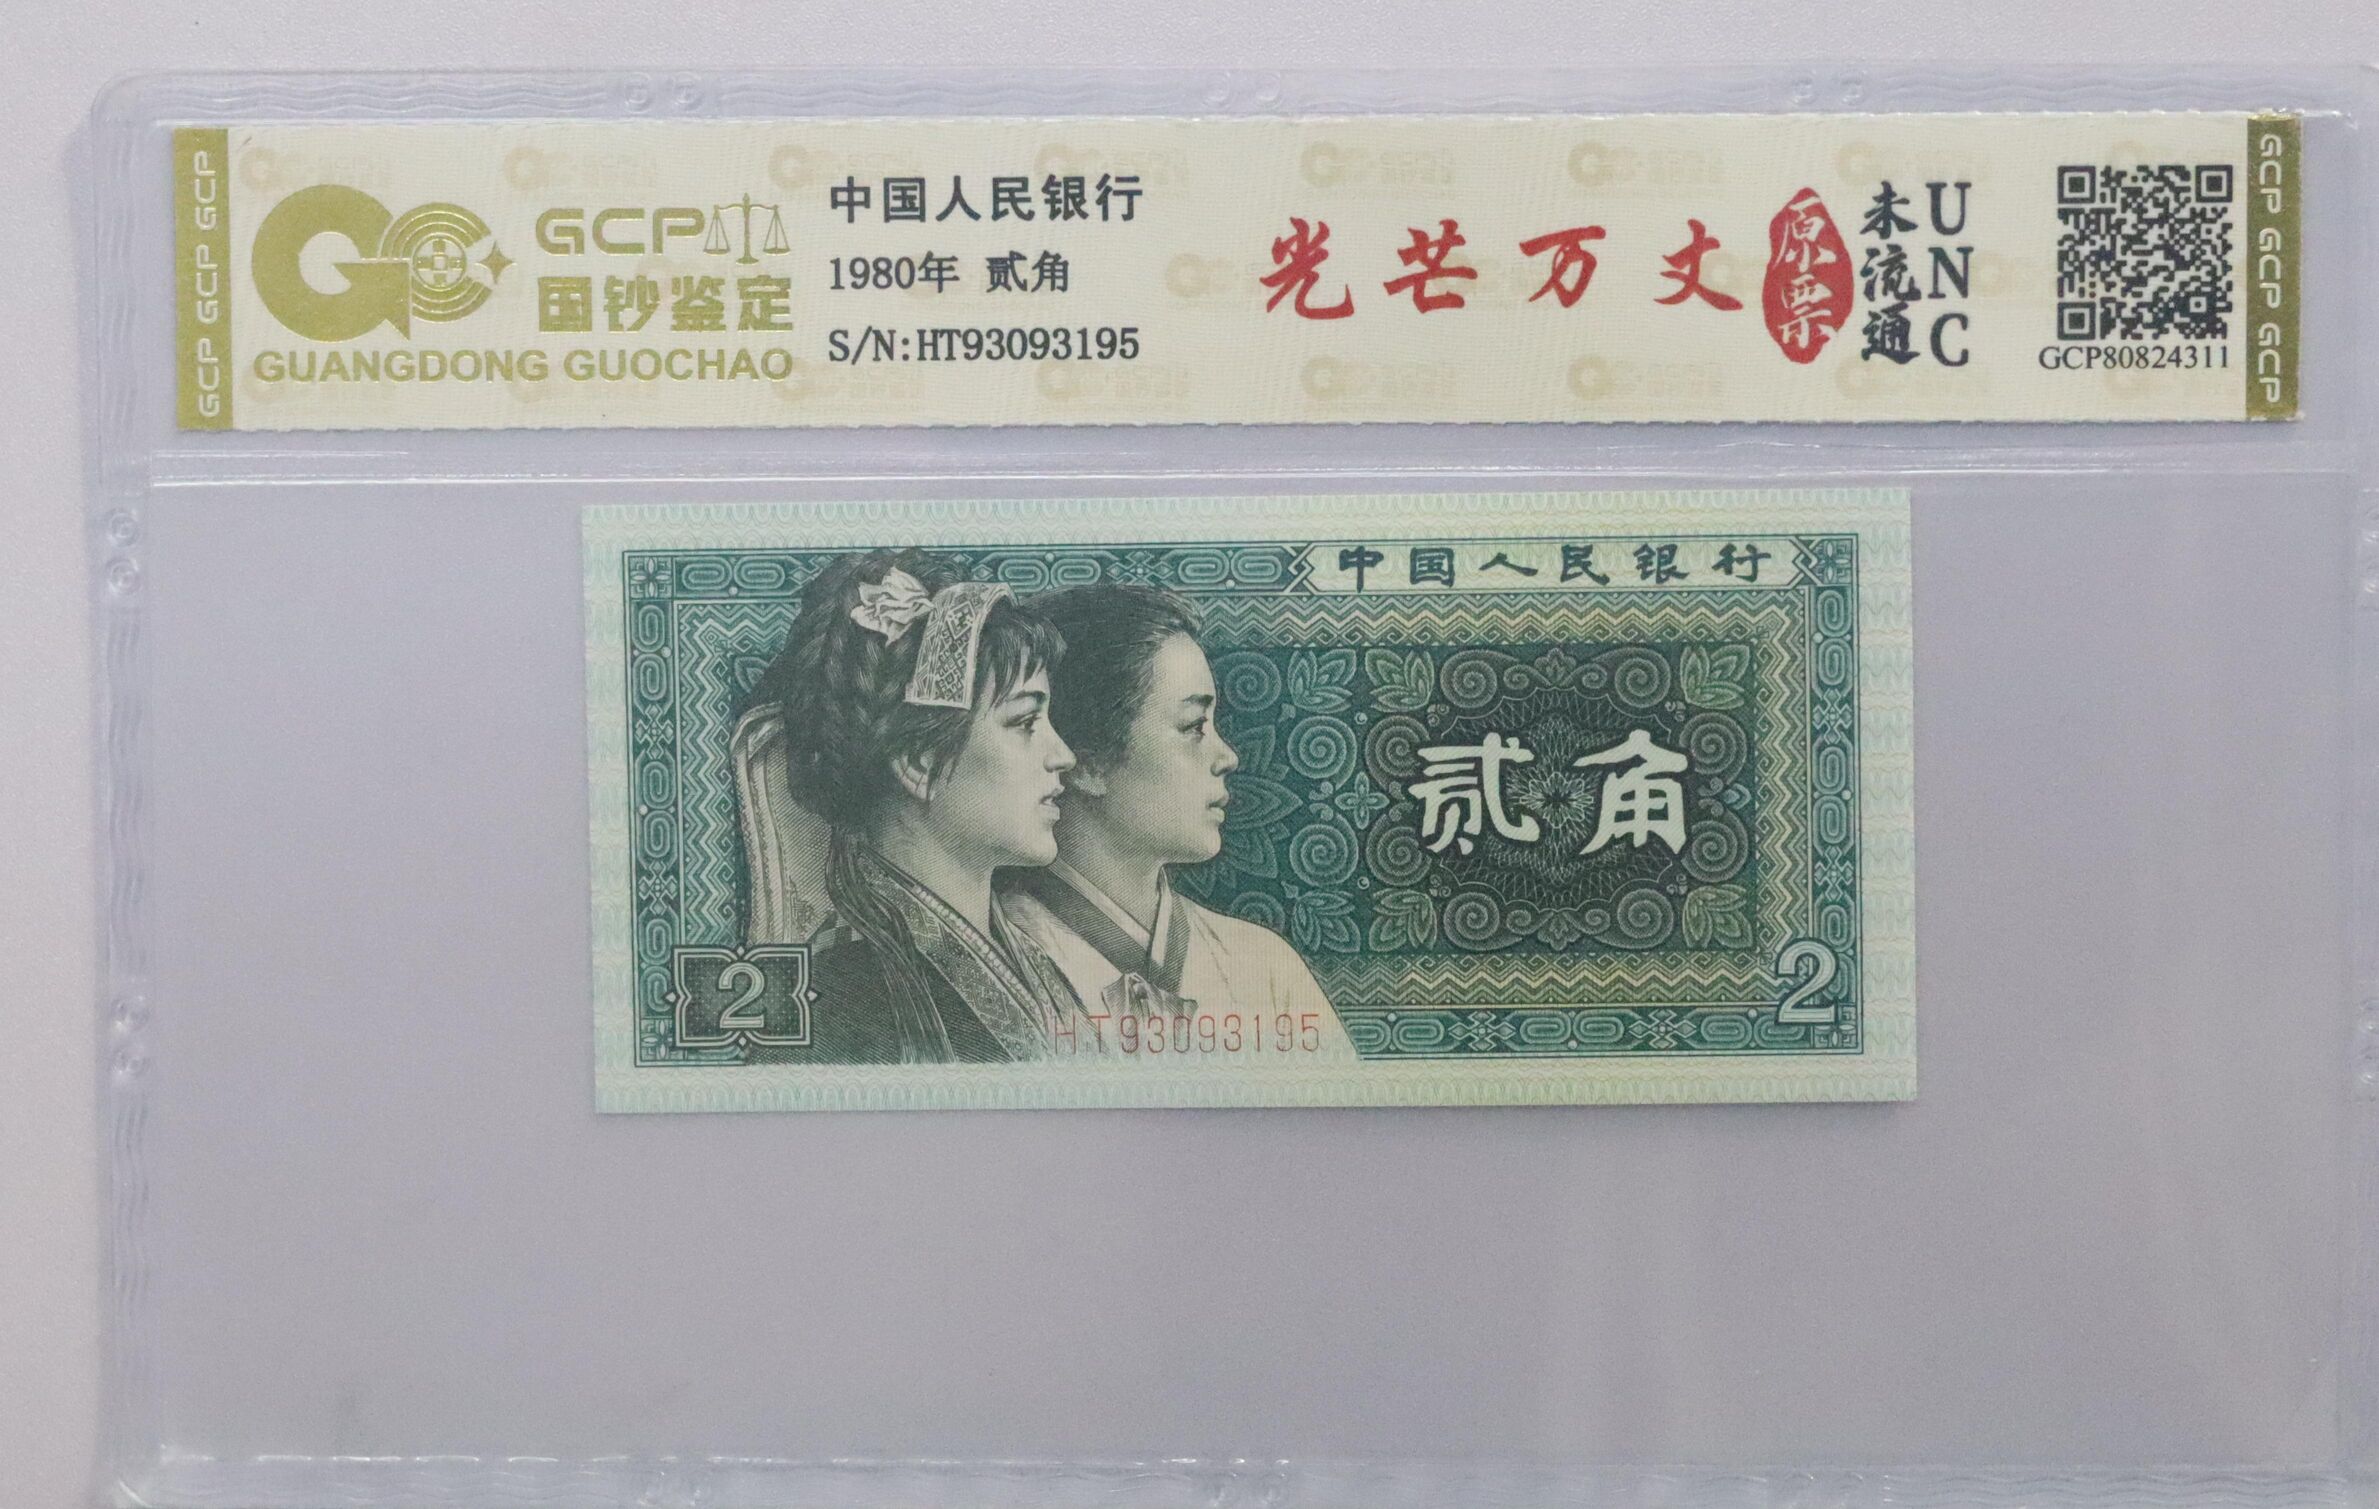 GCP GCP GCP GCP
GCP
国钞鉴定
GUANGDONG GUOCHAO
中国人民银行
1980年 贰角
S/N:HT93093195
光芒万丈
原票
未流通
UNC
GCP80824311
GCP GCP GCP GCP
中国人民银行
贰角
2
2
HT93093195